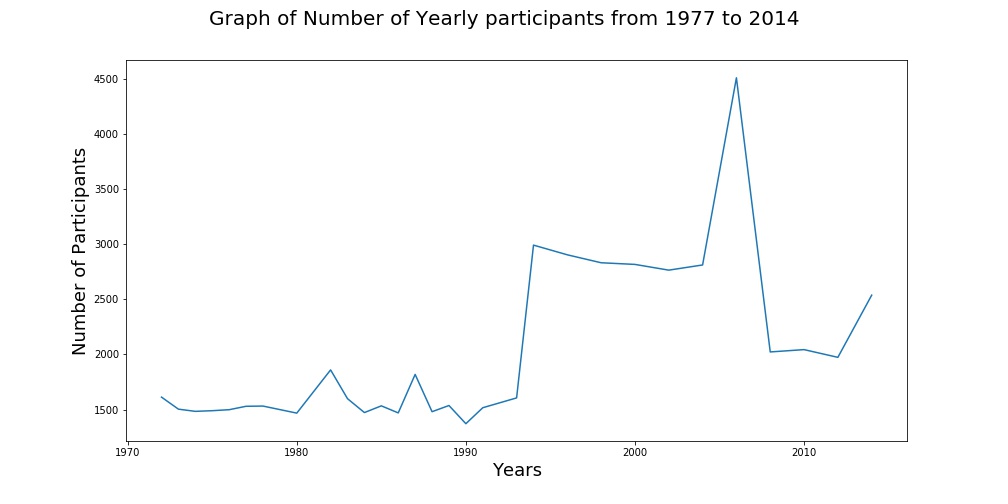 Graph of Number of Yearly participants from 1977 to 2014
Number of Participants
4500
4000
3500
3000
2500
2000
1500
1970 1980 1990 2000 2010
Years